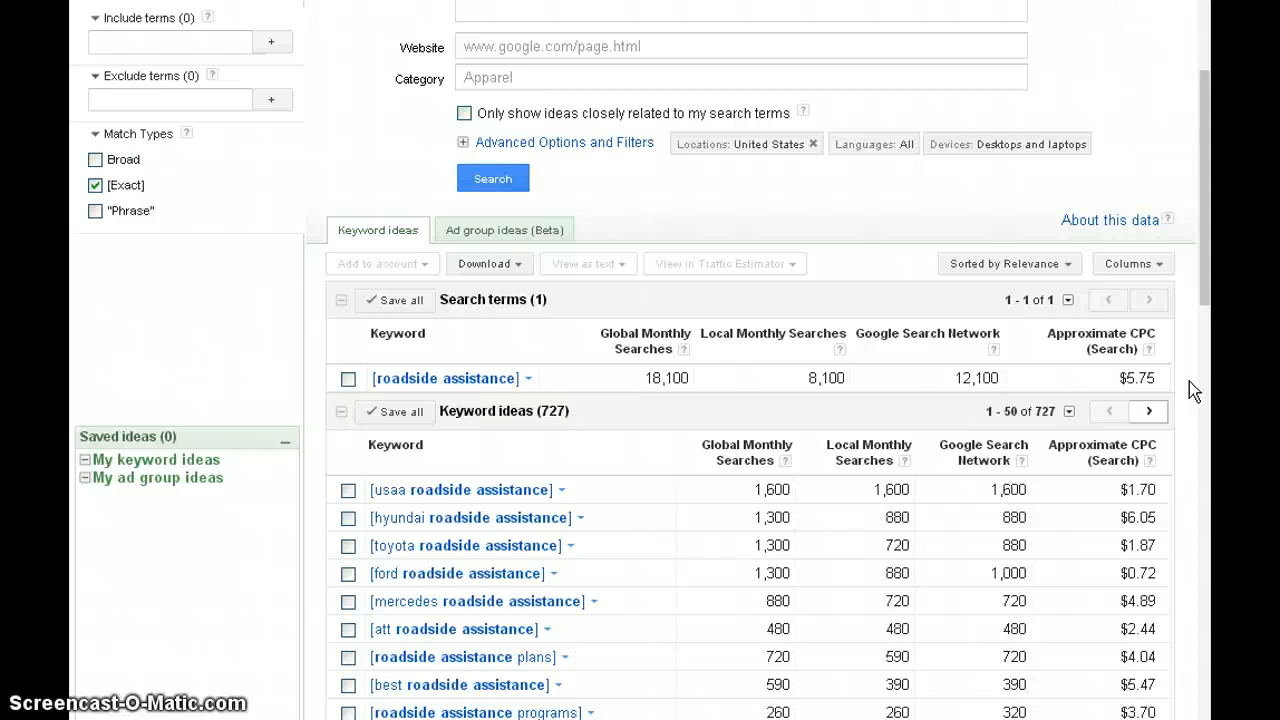 Include terms (0) ?
+
Exclude terms (0) ?
+
Match Types ?
Broad
[Exact]
"Phrase"
Saved ideas (0)
My keyword ideas
My ad group ideas
Website www.google.com/page.html
Category Apparel
Only show ideas closely related to my search terms ?
Advanced Options and Filters Locations: United States Languages: All Devices: Desktops and laptops
Search
About this data ?
Keyword ideas Ad group ideas (Beta)
Add to account Download View as text View in Traffic Estimator Sorted by Relevance Columns
Save all Search terms (1) 1 - 1 of 1
Keyword Global Monthly Searches ? Local Monthly Searches ? Google Search Network ? Approximate CPC (Search) ?
[roadside assistance] 18,100 8,100 12,100 $5.75
Save all Keyword ideas (727) 1 - 50 of 727
Keyword Global Monthly Searches ? Local Monthly Searches ? Google Search Network ? Approximate CPC (Search) ?
[usaa roadside assistance] 1,600 1,600 1,600 $1.70
[hyundai roadside assistance] 1,300 880 880 $6.05
[toyota roadside assistance] 1,300 720 880 $1.87
[ford roadside assistance] 1,300 880 1,000 $0.72
[mercedes roadside assistance] 880 720 720 $4.89
[att roadside assistance] 480 480 480 $2.44
[roadside assistance plans] 720 590 720 $4.04
[best roadside assistance] 590 390 390 $5.47
[roadside assistance programs] 260 260 320 $3.70
Screencast-O-Matic.com